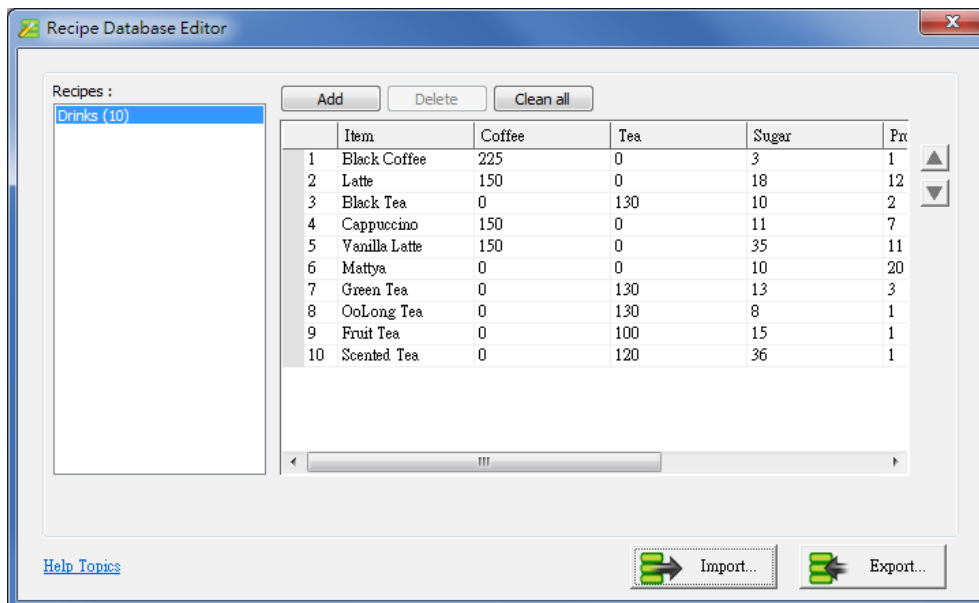 Recipe Database Editor
Recipes :
Drinks (10)
Add Delete Clean all
Item Coffee Tea Sugar Pro
1 Black Coffee 225 0 3 1
2 Latte 150 0 18 12
3 Black Tea 0 130 10 2
4 Cappuccino 150 0 11 7
5 Vanilla Latte 150 0 35 11
6 Mattya 0 0 10 20
7 Green Tea 0 130 13 3
8 OoLong Tea 0 130 8 1
9 Fruit Tea 0 100 15 1
10 Scented Tea 0 120 36 1
Help Topics
Import... Export...